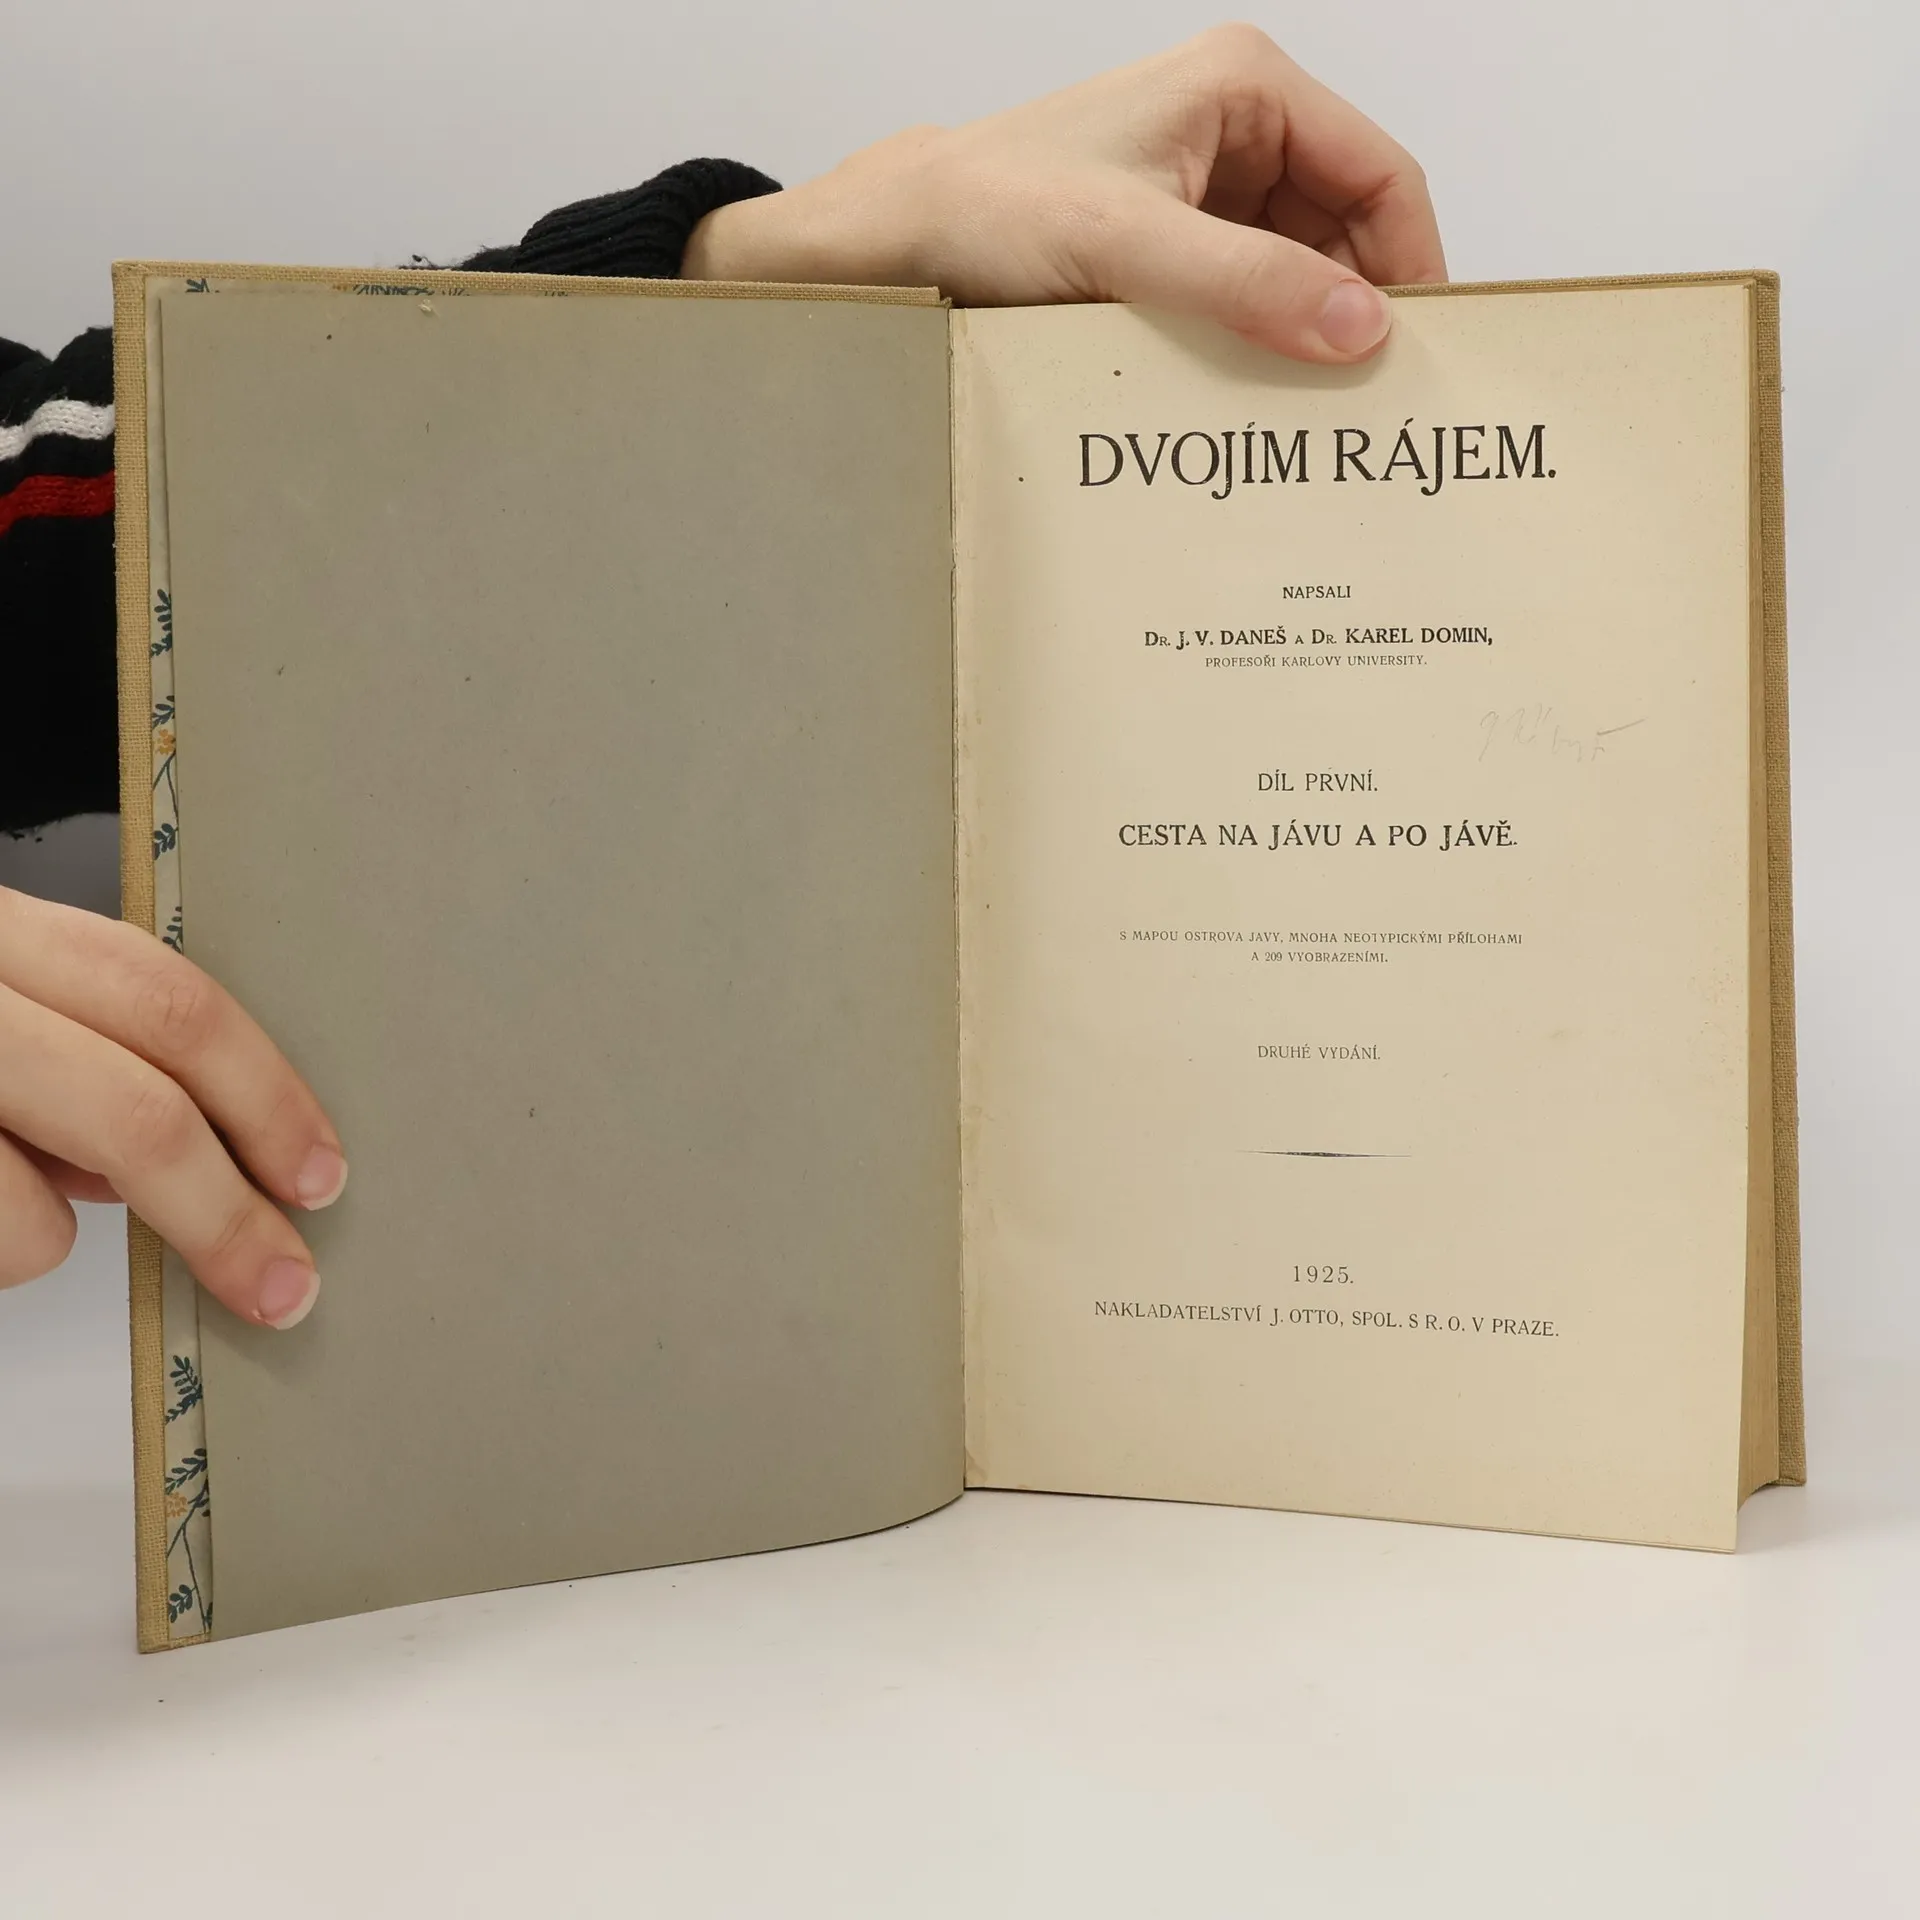 DVOJÍM RÁJEM.
NAPSALI
DR. J. V. DANEŠ A DR. KAREL DOMIN,
PROFESOŘI KARLOVY UNIVERSITY.
DÍL PRVNÍ.
CESTA NA JÁVU A PO JÁVĚ.
S MAPOU OSTROVA JAVY, MNOHA NEOTYPICKÝMI PŘÍLOHAMI
A 209 VYOBRAZENÍMI.
DRUHÉ VYDÁNÍ.
1925.
NAKLADATELSTVÍ J. OTTO, SPOL. S R. O. V PRAZE.